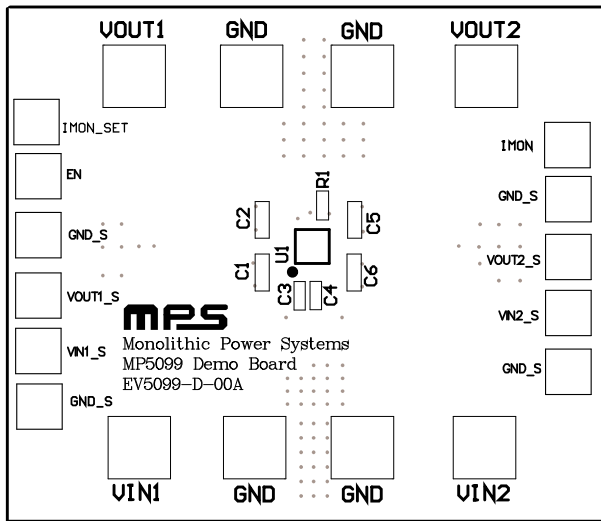 VOUT1 GND GND VOUT2
IMON_SET
IMON
EN
GND_S
R1
C2
C5
GND_S
VOUT2_S
U1
C1
C6
VOUT1_S
C3
C4
VIN2_S
MPS
Monolithic Power Systems
VIN1_S
MP5099 Demo Board
GND_S
EV5099-D-00A
GND_S
VIN1 GND GND VIN2